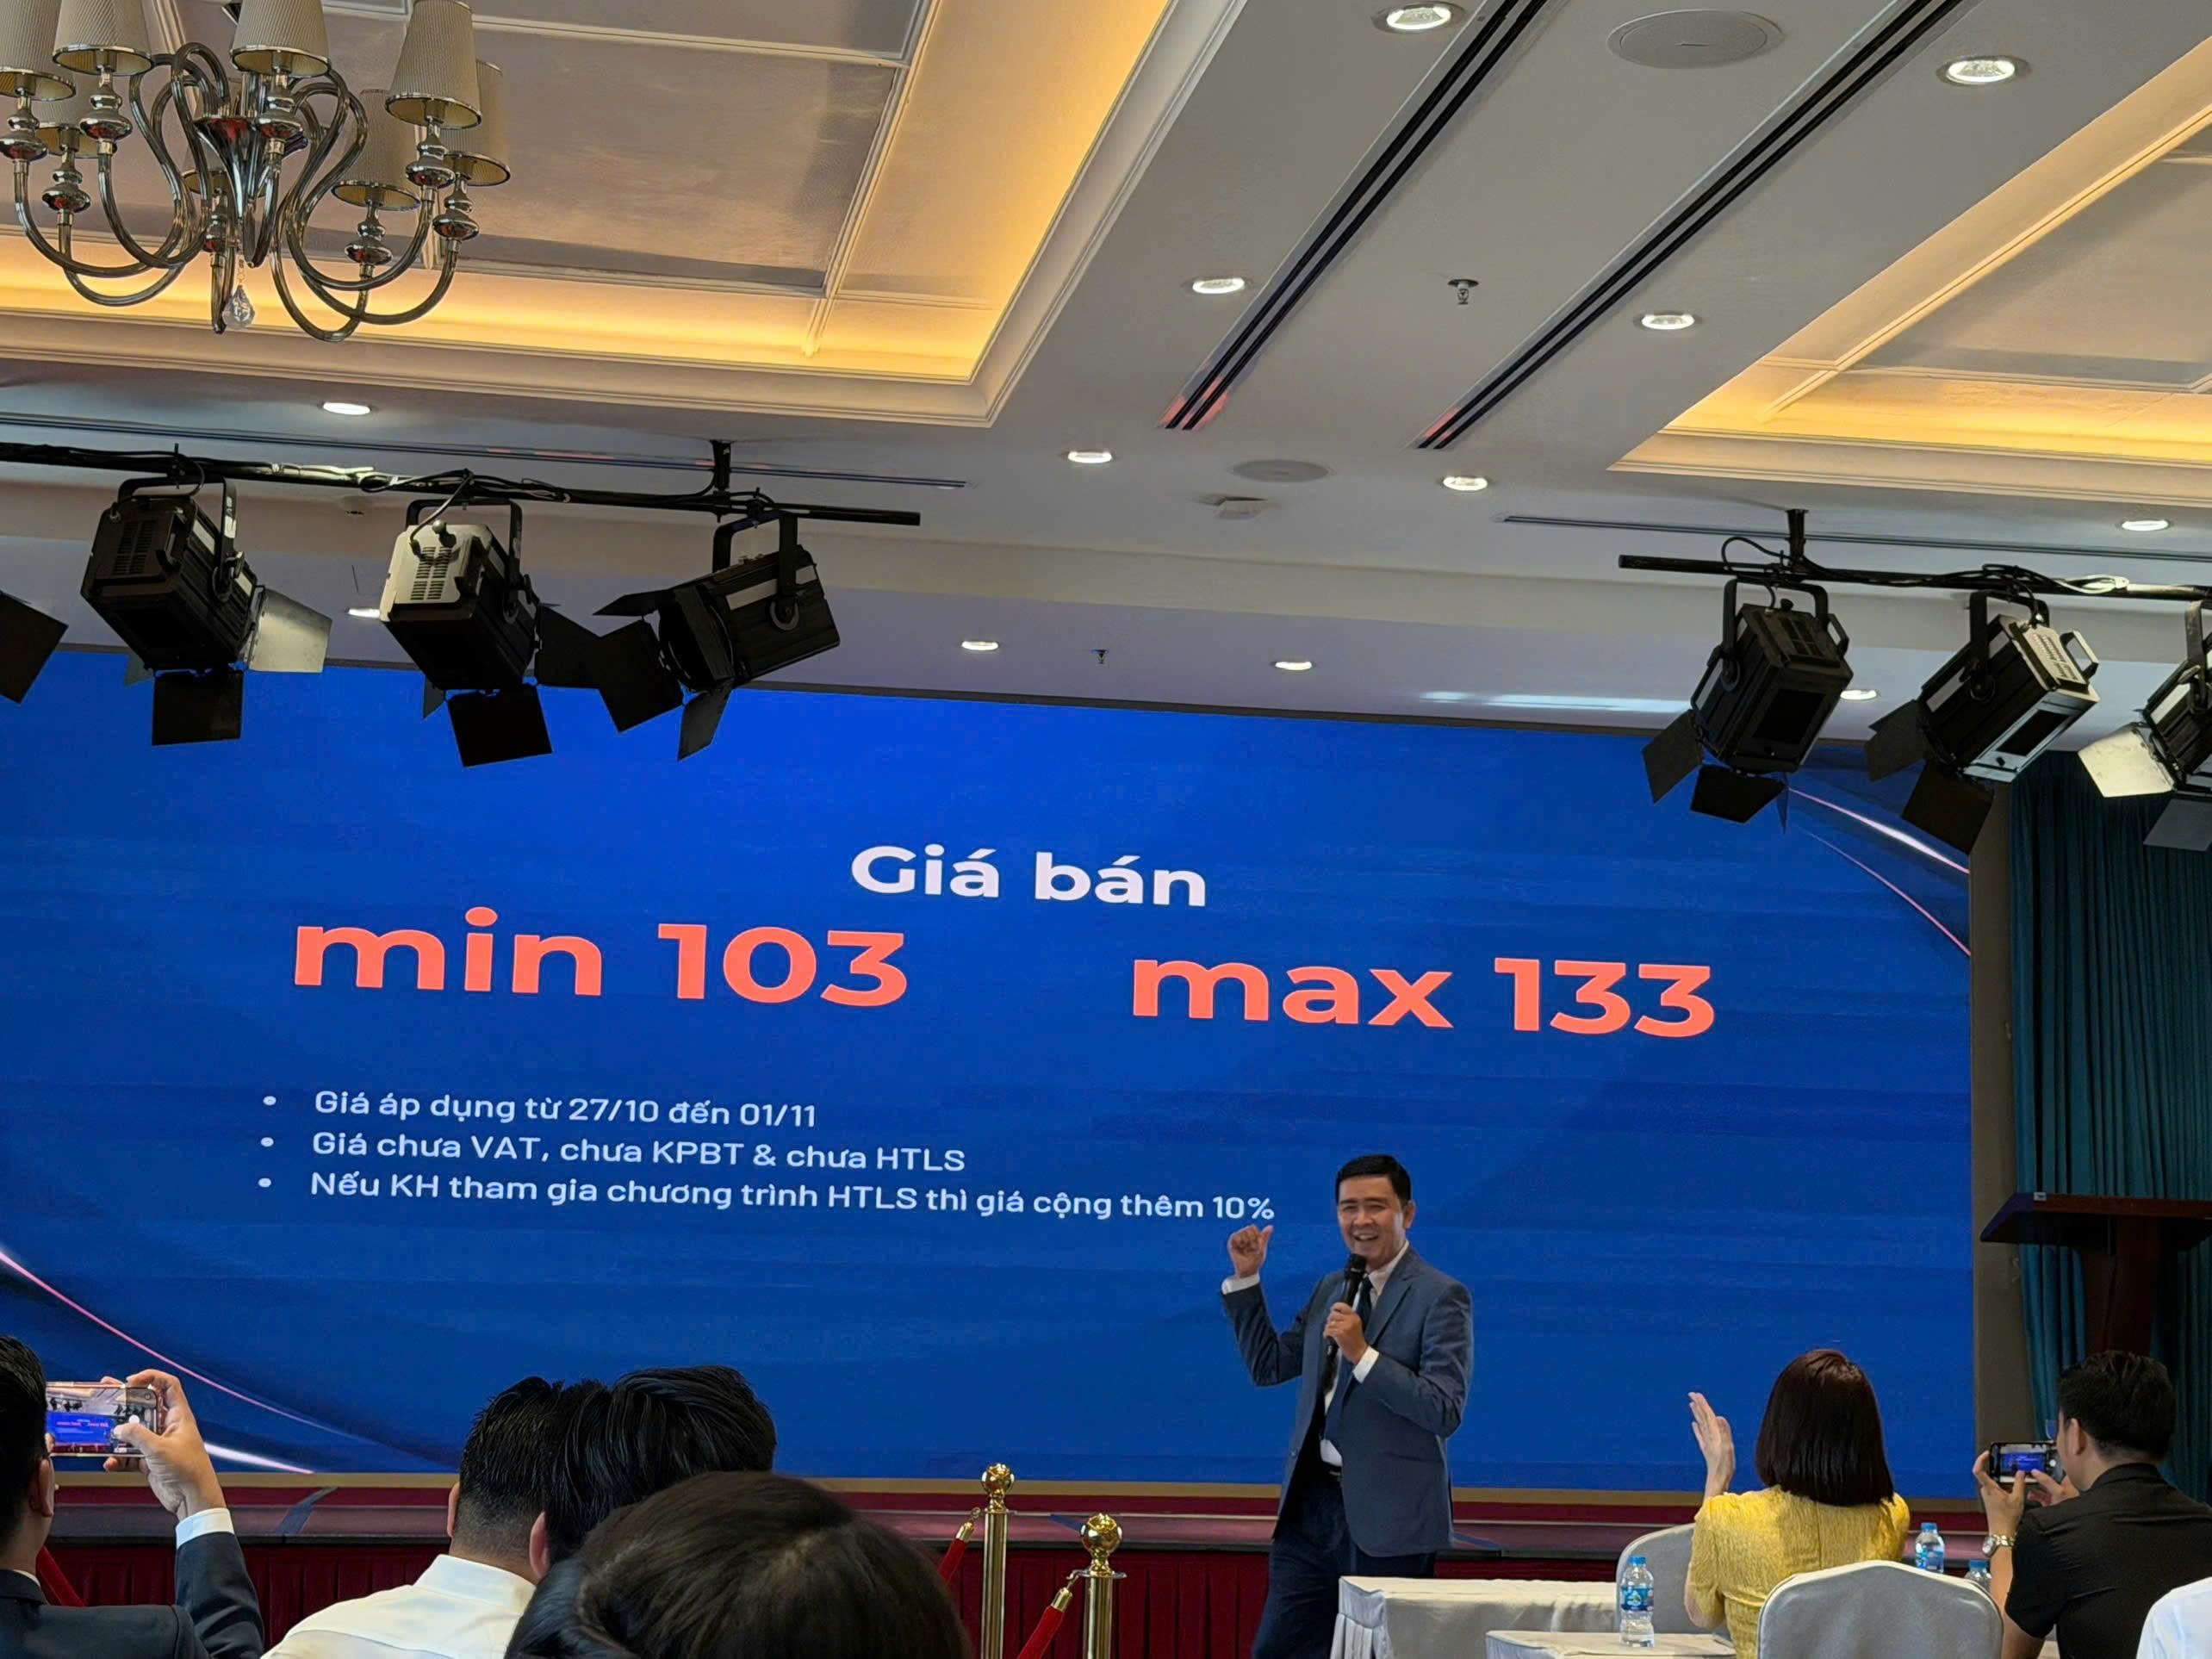 Giá bán
min 103 max 133
• Giá áp dụng từ 27/10 đến 01/11
• Giá chưa VAT, chưa KPBT & chưa HTLS
• Nếu KH tham gia chương trình HTLS thì giá cộng thêm 10%